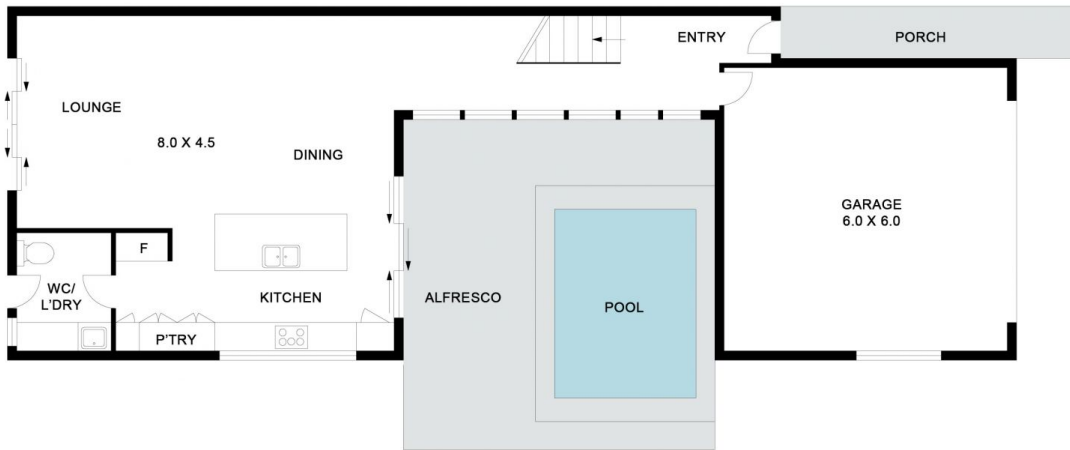 ENTRY
PORCH
LOUNGE
8.0 X 4.5
DINING
GARAGE
6.0 X 6.0
F
WC/
L'DRY
KITCHEN
P'TRY
ALFRESCO
POOL